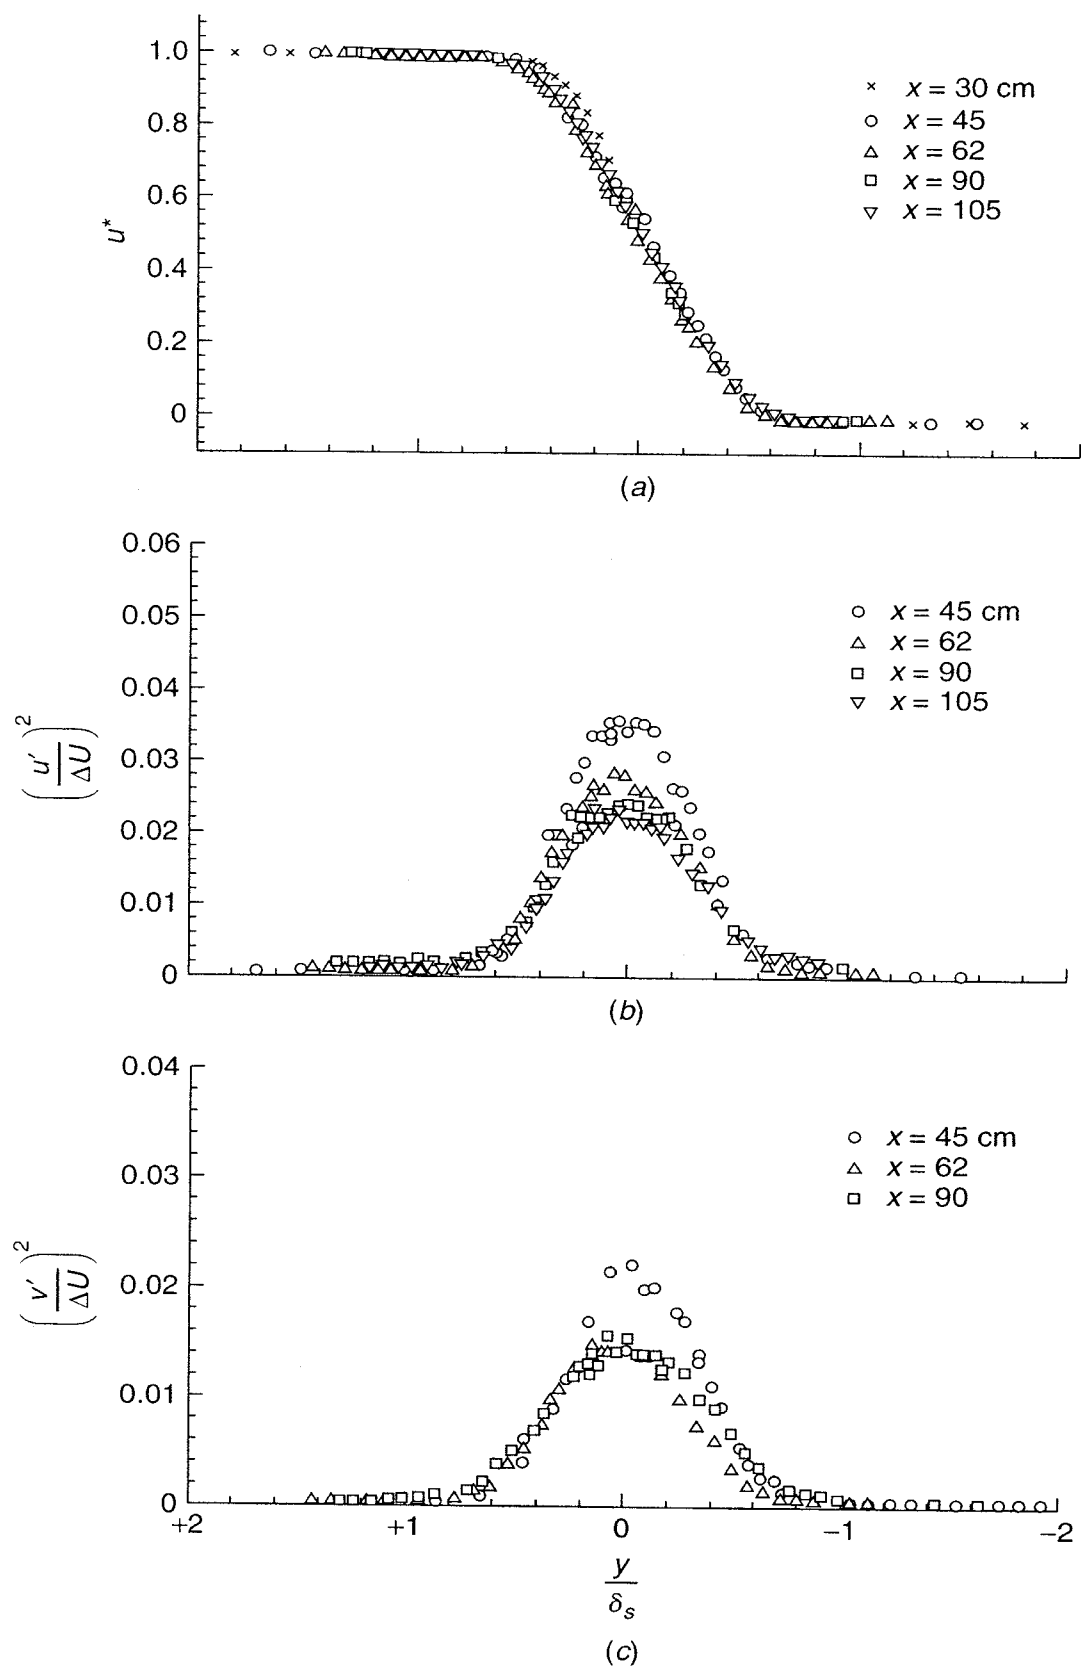 1.0
0.8
0.6
0.4
0.2
0
u*
× x = 30 cm
○ x = 45
△ x = 62
□ x = 90
▽ x = 105
(a)
0.06
0.05
0.04
0.03
0.02
0.01
0
(u′/ΔU)²
○ x = 45 cm
△ x = 62
□ x = 90
▽ x = 105
(b)
0.04
0.03
0.02
0.01
0
(v′/ΔU)²
○ x = 45 cm
△ x = 62
□ x = 90
+2 +1 0 −1 −2
y
δs
(c)